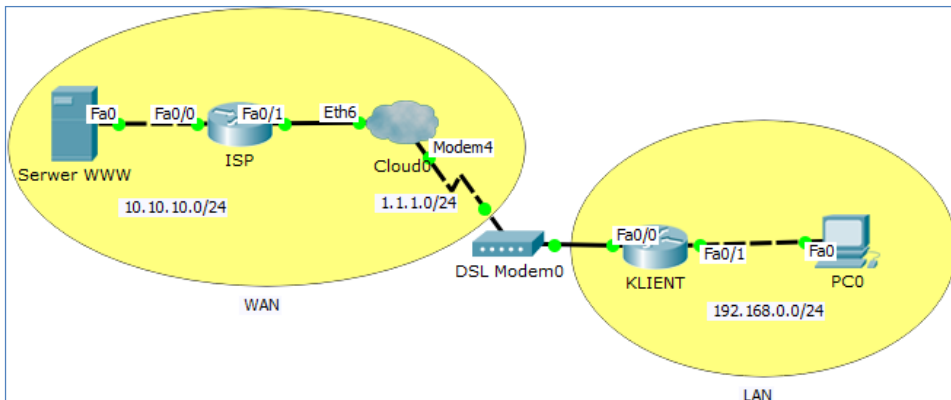 Fa0
Fa0/0
Fa0/1
Eth6
Serwer WWW
ISP
Cloud0
Modem4
10.10.10.0/24
1.1.1.0/24
WAN
DSL Modem0
Fa0/0
Fa0/1
Fa0
KLIENT
PC0
192.168.0.0/24
LAN